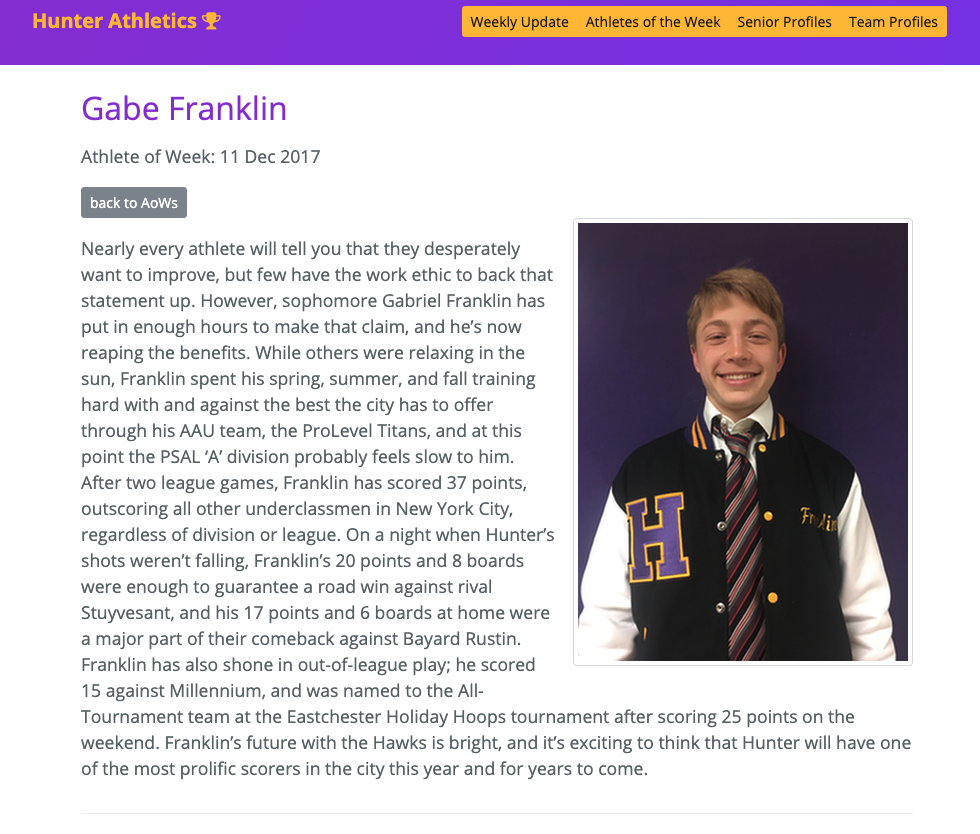 Hunter Athletics
Weekly Update Athletes of the Week Senior Profiles Team Profiles
Gabe Franklin
Athlete of Week: 11 Dec 2017
back to AoWs
Nearly every athlete will tell you that they desperately
want to improve, but few have the work ethic to back that
statement up. However, sophomore Gabriel Franklin has
put in enough hours to make that claim, and he’s now
reaping the benefits. While others were relaxing in the
sun, Franklin spent his spring, summer, and fall training
hard with and against the best the city has to offer
through his AAU team, the ProLevel Titans, and at this
point the PSAL ‘A’ division probably feels slow to him.
After two league games, Franklin has scored 37 points,
outscoring all other underclassmen in New York City,
regardless of division or league. On a night when Hunter’s
shots weren’t falling, Franklin’s 20 points and 8 boards
were enough to guarantee a road win against rival
Stuyvesant, and his 17 points and 6 boards at home were
a major part of their comeback against Bayard Rustin.
Franklin has also shone in out-of-league play; he scored
15 against Millennium, and was named to the All-
Tournament team at the Eastchester Holiday Hoops tournament after scoring 25 points on the
weekend. Franklin’s future with the Hawks is bright, and it’s exciting to think that Hunter will have one
of the most prolific scorers in the city this year and for years to come.
H